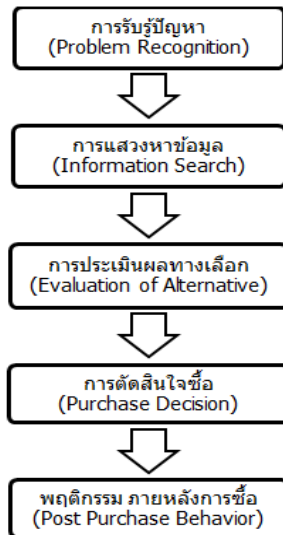 การรับรู้ปัญหา
(Problem Recognition)
การแสวงหาข้อมูล
(Information Search)
การประเมินผลทางเลือก
(Evaluation of Alternative)
การตัดสินใจซื้อ
(Purchase Decision)
พฤติกรรม ภายหลังการซื้อ
(Post Purchase Behavior)